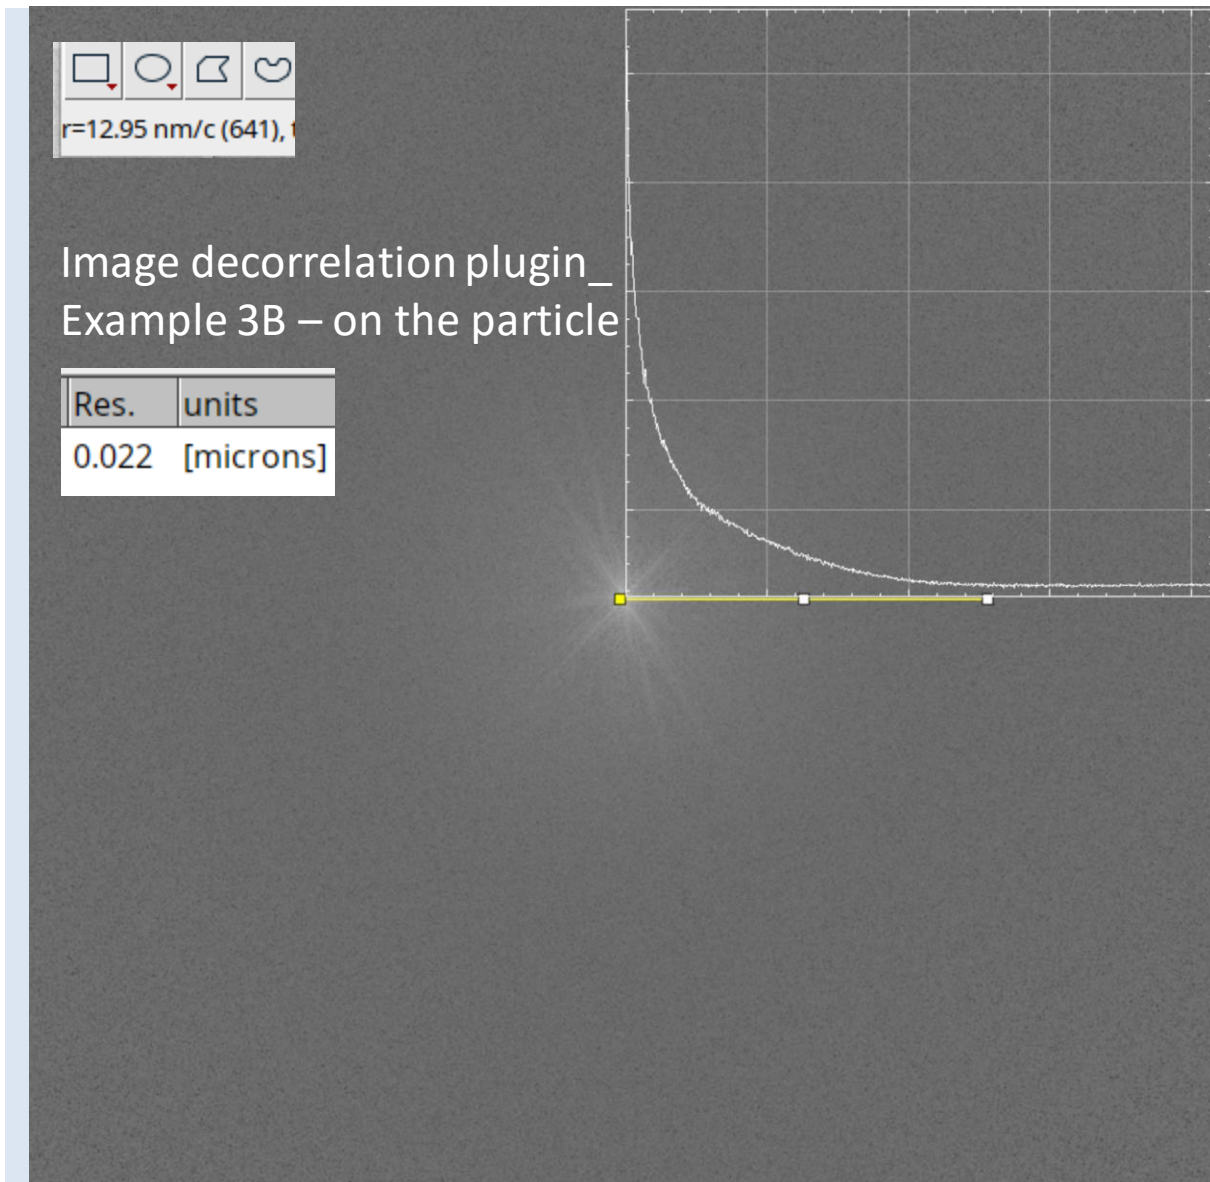 r=12.95 nm/c (641),
Image decorrelation plugin_
Example 3B – on the particle
Res. units
0.022 [microns]